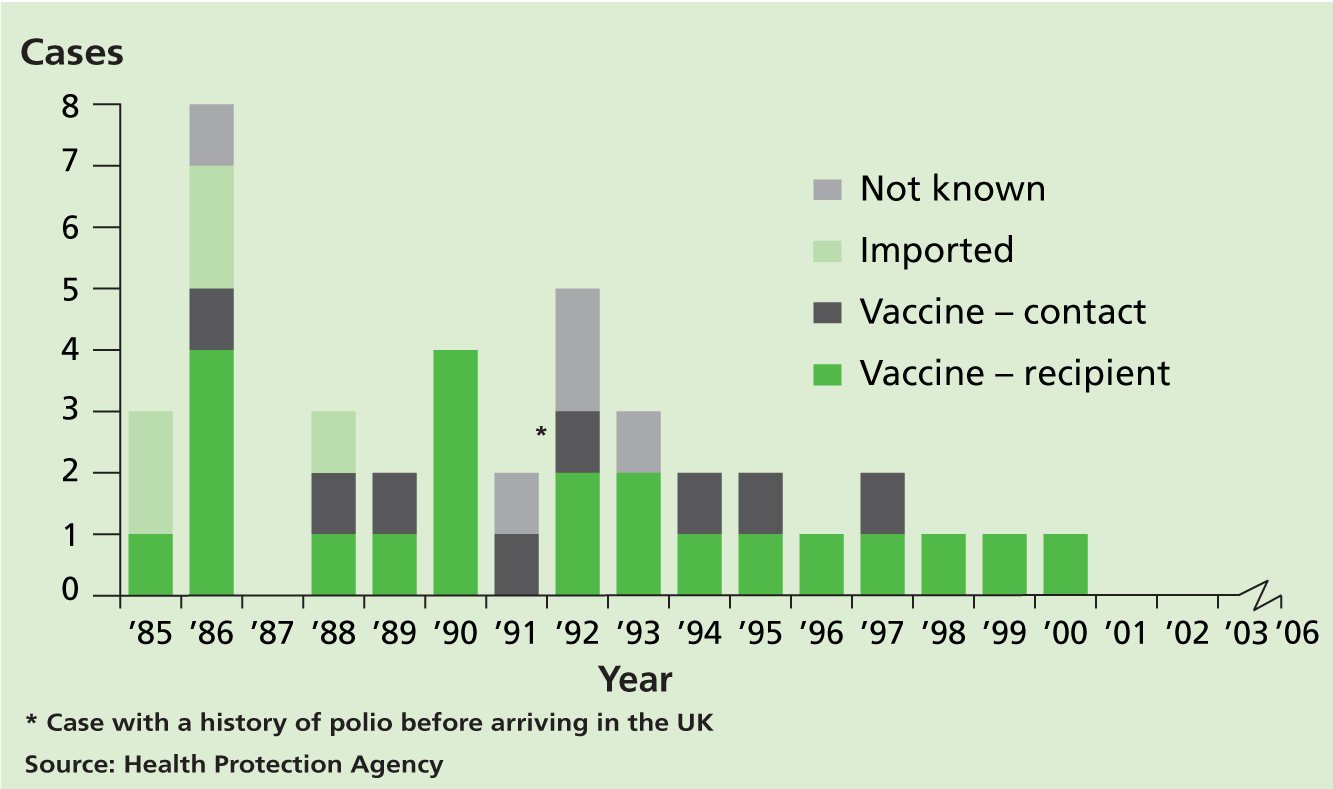 Cases
8
7
6
5
4
3
2
1
0
Not known
Imported
Vaccine – contact
Vaccine – recipient
*
’85 ’86 ’87 ’88 ’89 ’90 ’91 ’92 ’93 ’94 ’95 ’96 ’97 ’98 ’99 ’00 ’01 ’02 ’03 ’06
Year
* Case with a history of polio before arriving in the UK
Source: Health Protection Agency